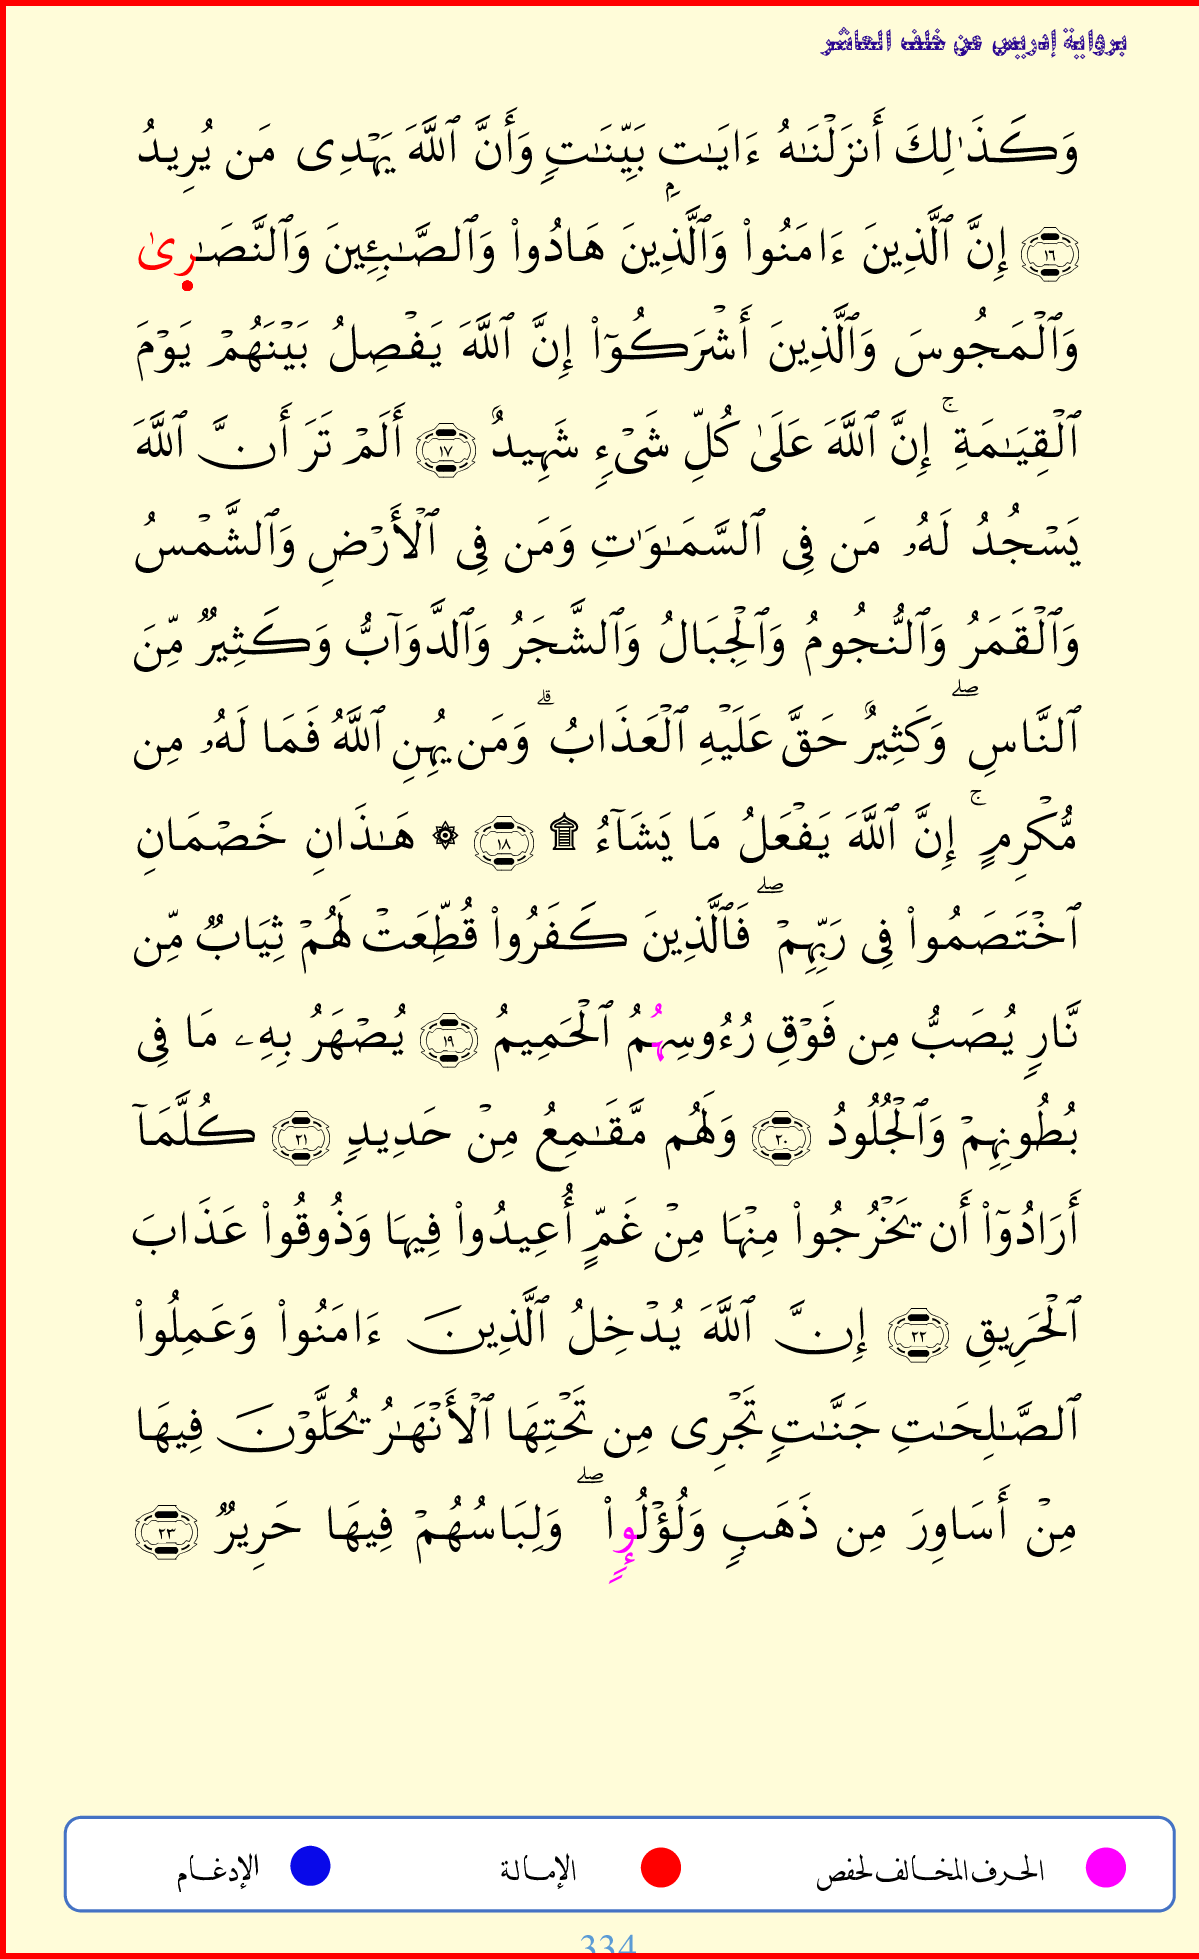 برواية إدريس عن خلف العاشر
وَكَذَٰلِكَ أَنزَلْنَٰهُ ءَايَٰتِۭ بَيِّنَٰتٍ وَأَنَّ ٱللَّهَ يَهْدِى مَن يُرِيدُ
١٦ إِنَّ ٱلَّذِينَ ءَامَنُوا۟ وَٱلَّذِينَ هَادُوا۟ وَٱلصَّٰبِـِٔينَ وَٱلنَّصَٰرِىٰ
وَٱلْمَجُوسَ وَٱلَّذِينَ أَشْرَكُوٓا۟ إِنَّ ٱللَّهَ يَفْصِلُ بَيْنَهُمْ يَوْمَ
ٱلْقِيَٰمَةِ ۚ إِنَّ ٱللَّهَ عَلَىٰ كُلِّ شَىْءٍ شَهِيدٌ ١٧ أَلَمْ تَرَ أَنَّ ٱللَّهَ
يَسْجُدُ لَهُۥ مَن فِى ٱلسَّمَٰوَٰتِ وَمَن فِى ٱلْأَرْضِ وَٱلشَّمْسُ
وَٱلْقَمَرُ وَٱلنُّجُومُ وَٱلْجِبَالُ وَٱلشَّجَرُ وَٱلدَّوَآبُّ وَكَثِيرٌ مِّنَ
ٱلنَّاسِ ۖ وَكَثِيرٌ حَقَّ عَلَيْهِ ٱلْعَذَابُ ۗ وَمَن يُهِنِ ٱللَّهُ فَمَا لَهُۥ مِن
مُّكْرِمٍ ۚ إِنَّ ٱللَّهَ يَفْعَلُ مَا يَشَآءُ ۩ ١٨ ۞ هَٰذَانِ خَصْمَانِ
ٱخْتَصَمُوا۟ فِى رَبِّهِمْ ۖ فَٱلَّذِينَ كَفَرُوا۟ قُطِّعَتْ لَهُمْ ثِيَابٌ مِّن
نَّارٍ يُصَبُّ مِن فَوْقِ رُءُوسِهُمُ ٱلْحَمِيمُ ١٩ يُصْهَرُ بِهِۦ مَا فِى
بُطُونِهِمْ وَٱلْجُلُودُ ٢٠ وَلَهُم مَّقَٰمِعُ مِنْ حَدِيدٍ ٢١ كُلَّمَآ
أَرَادُوٓا۟ أَن يَخْرُجُوا۟ مِنْهَا مِنْ غَمٍّ أُعِيدُوا۟ فِيهَا وَذُوقُوا۟ عَذَابَ
ٱلْحَرِيقِ ٢٢ إِنَّ ٱللَّهَ يُدْخِلُ ٱلَّذِينَ ءَامَنُوا۟ وَعَمِلُوا۟
ٱلصَّٰلِحَٰتِ جَنَّٰتٍ تَجْرِى مِن تَحْتِهَا ٱلْأَنْهَٰرُ يُحَلَّوْنَ فِيهَا
مِنْ أَسَاوِرَ مِن ذَهَبٍ وَلُؤْلُوإٍا۟ ۖ وَلِبَاسُهُمْ فِيهَا حَرِيرٌ ٢٣
الحرف المخالف لحفص الإمالة الإدغام
334